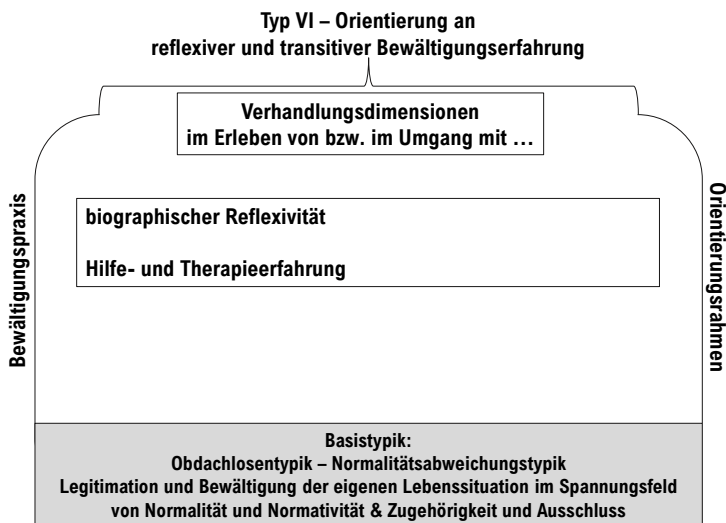 Typ VI – Orientierung an
reflexiver und transitiver Bewältigungserfahrung
Verhandlungsdimensionen
im Erleben von bzw. im Umgang mit …
Bewältigungspraxis
biographischer Reflexivität
Hilfe- und Therapieerfahrung
Orientierungsrahmen
Basistypik:
Obdachlosentypik – Normalitätsabweichungstypik
Legitimation und Bewältigung der eigenen Lebenssituation im Spannungsfeld
von Normalität und Normativität & Zugehörigkeit und Ausschluss